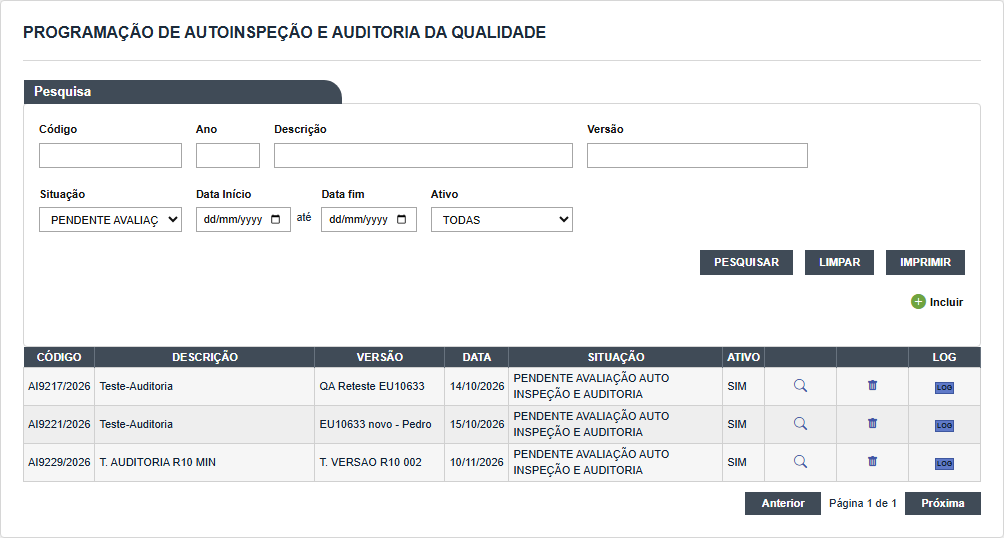 PROGRAMAÇÃO DE AUTOINSPEÇÃO E AUDITORIA DA QUALIDADE
Pesquisa
Código Ano Descrição Versão
Situação Data Início Data fim Ativo
PENDENTE AVALIAÇ dd/mm/yyyy até dd/mm/yyyy TODAS
PESQUISAR LIMPAR IMPRIMIR
Incluir
CÓDIGO DESCRIÇÃO VERSÃO DATA SITUAÇÃO ATIVO LOG
AI9217/2026 Teste-Auditoria QA Reteste EU10633 14/10/2026 PENDENTE AVALIAÇÃO AUTO SIM LOG
INSPEÇÃO E AUDITORIA
AI9221/2026 Teste-Auditoria EU10633 novo - Pedro 15/10/2026 PENDENTE AVALIAÇÃO AUTO SIM LOG
INSPEÇÃO E AUDITORIA
AI9229/2026 T. AUDITORIA R10 MIN T. VERSAO R10 002 10/11/2026 PENDENTE AVALIAÇÃO AUTO SIM LOG
INSPEÇÃO E AUDITORIA
Anterior Página 1 de 1 Próxima